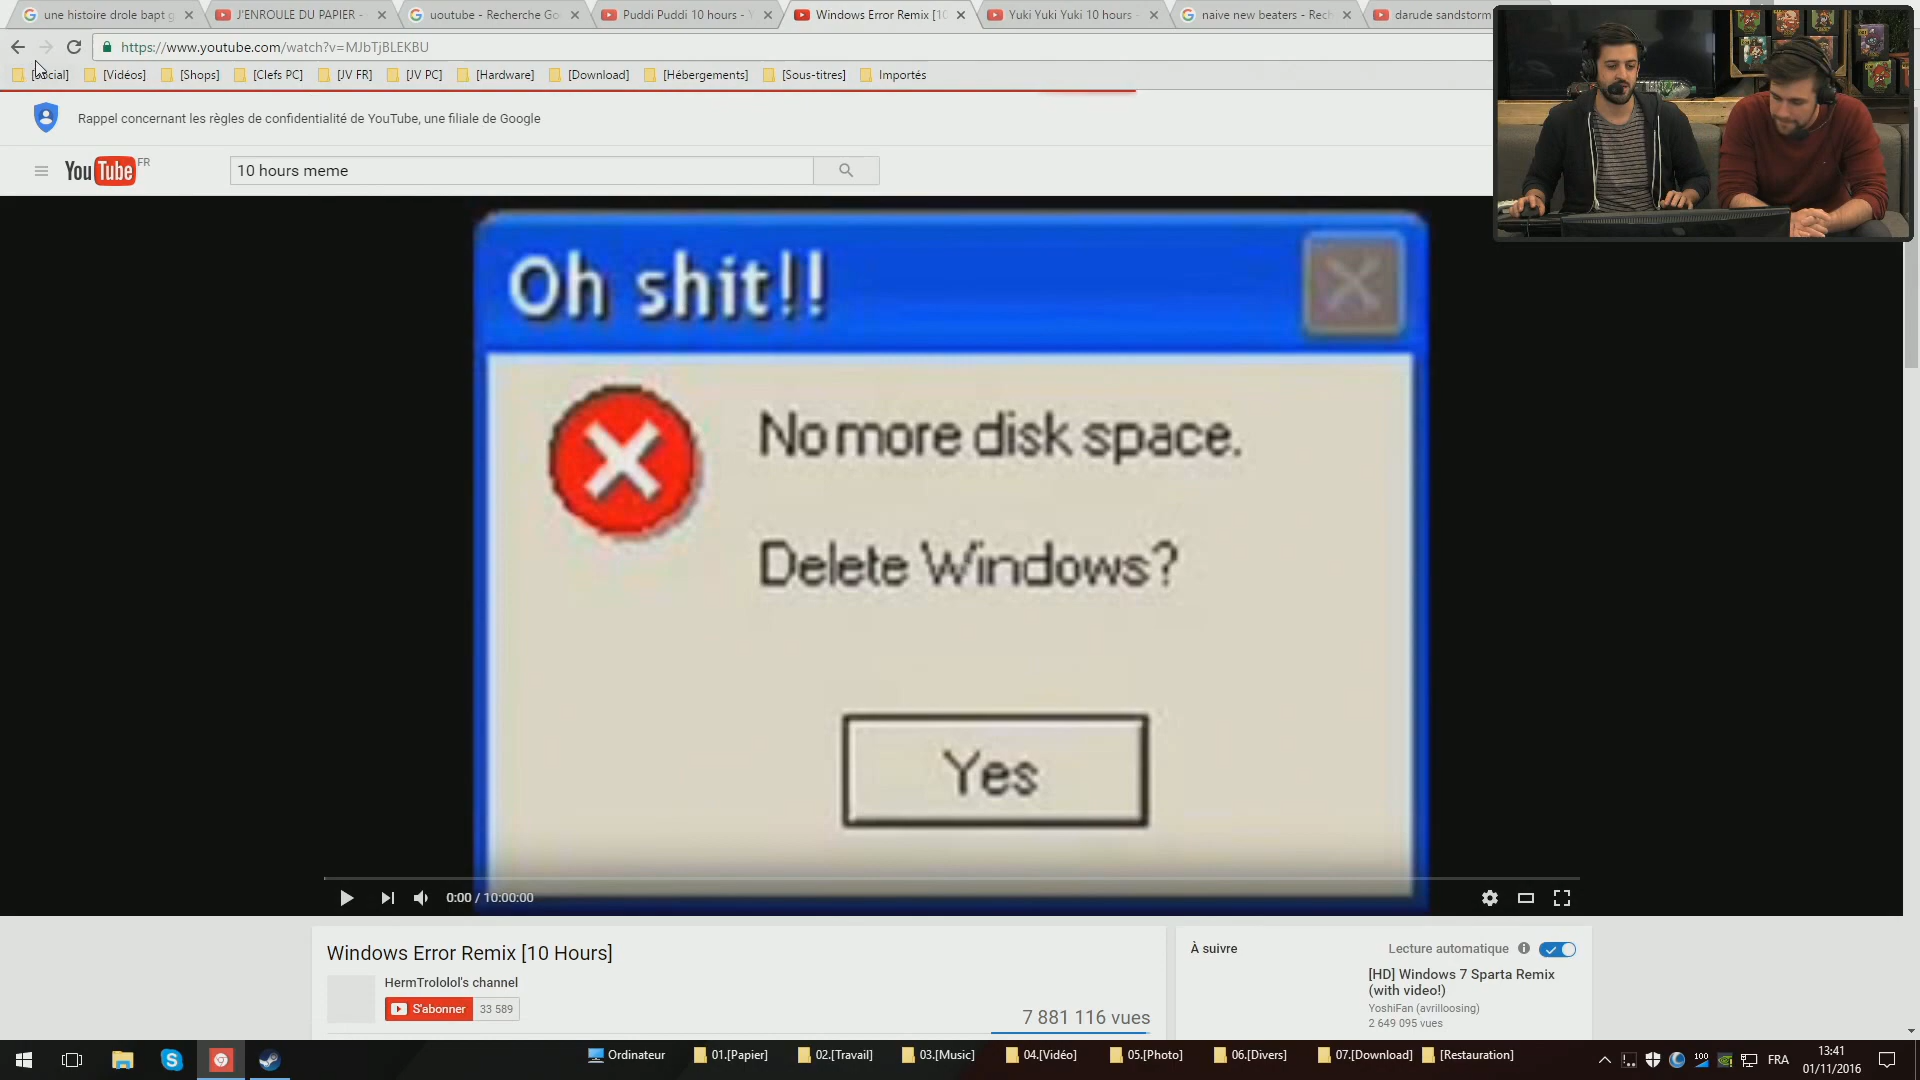 une histoire drole bapt g
J'ENROULE DU PAPIER -
uoutube - Recherche Go
Puddi Puddi 10 hours - Y
Windows Error Remix [10
Yuki Yuki Yuki 10 hours -
naive new beaters - Rech
darude sandstorm
https://www.youtube.com/watch?v=MJbTjBLEKBU
[Vidéos]
[Shops]
[Clefs PC]
[JV FR]
[JV PC]
[Hardware]
[Download]
[Hébergements]
[Sous-titres]
Importés
Rappel concernant les règles de confidentialité de YouTube, une filiale de Google
YouTube FR
10 hours meme
Oh shit!!
No more disk space.
Delete Windows?
Yes
0:00 / 10:00:00
Windows Error Remix [10 Hours]
HermTrololol's channel
S'abonner 33 589
7 881 116 vues
À suivre
Lecture automatique
[HD] Windows 7 Sparta Remix
(with video!)
YoshiFan (avrilloosing)
2 649 095 vues
Ordinateur
01.[Papier]
02.[Travail]
03.[Music]
04.[Vidéo]
05.[Photo]
06.[Divers]
07.[Download]
[Restauration]
100
FRA
13:41
01/11/2016